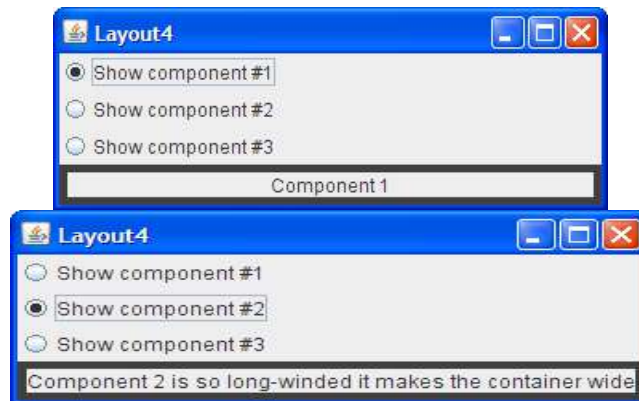 Layout4
Show component #1
Show component #2
Show component #3
Component 1
Layout4
Show component #1
Show component #2
Show component #3
Component 2 is so long-winded it makes the container wide